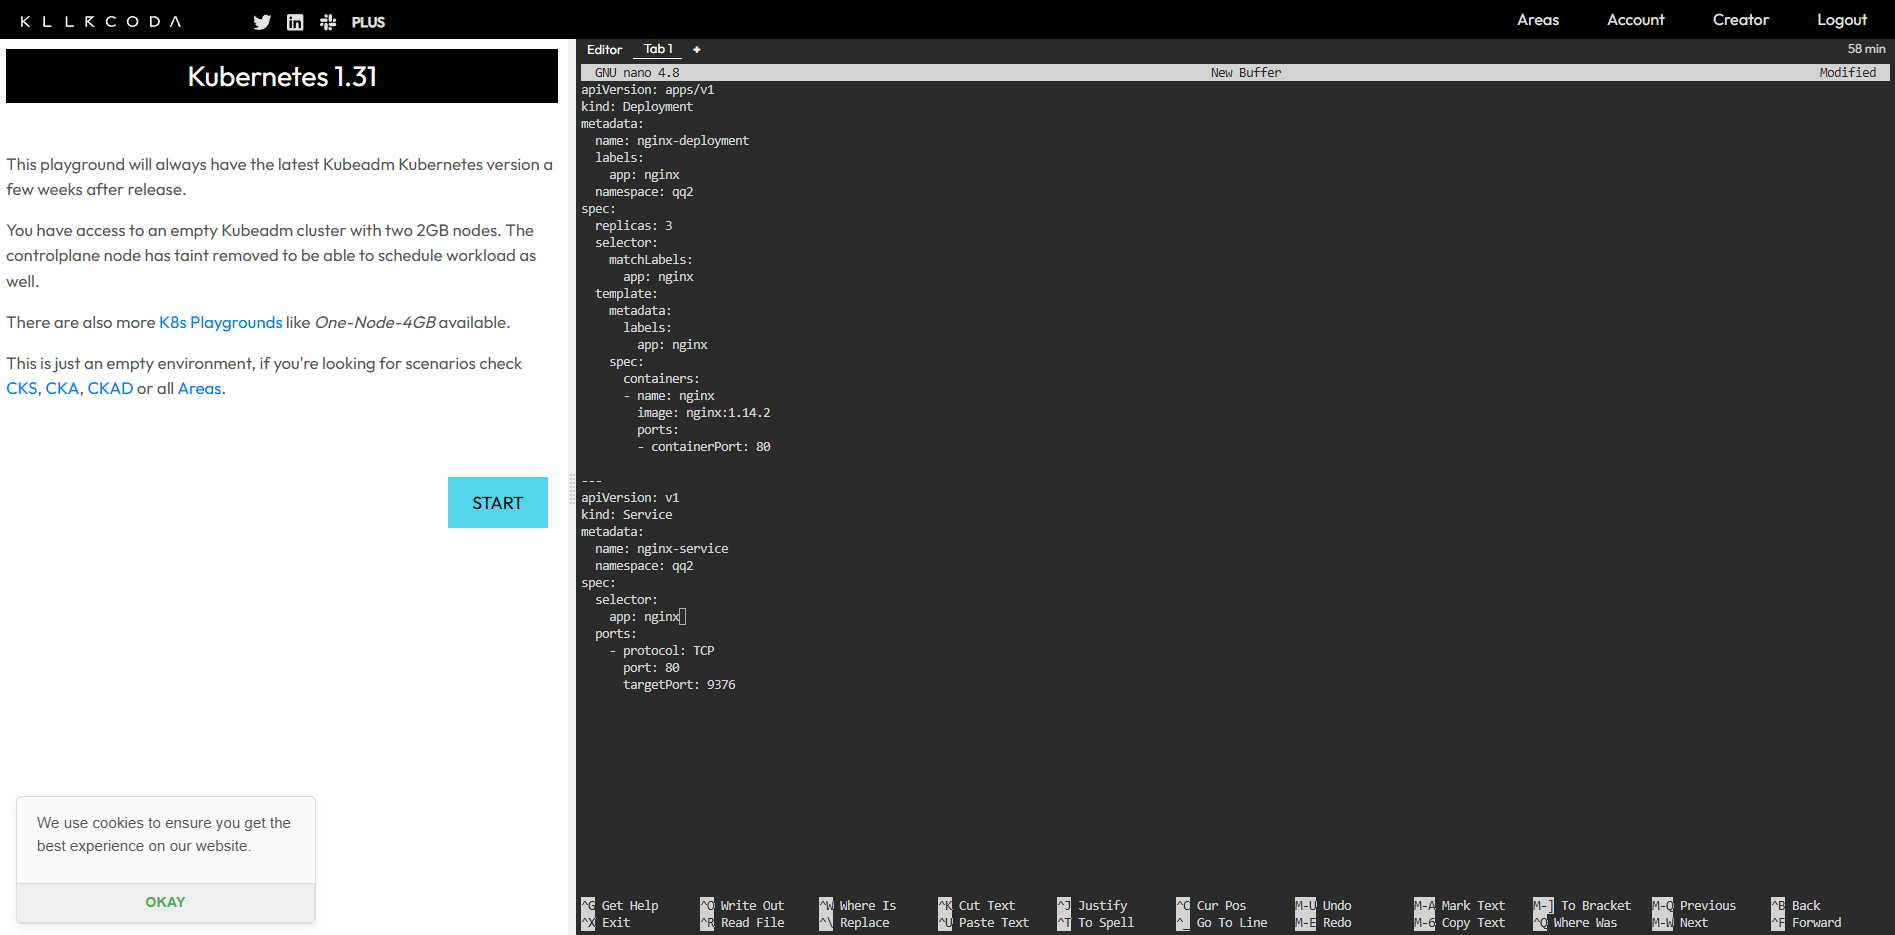 KLLRCODA PLUS Areas Account Creator Logout
Kubernetes 1.31
This playground will always have the latest Kubeadm Kubernetes version a
few weeks after release.
You have access to an empty Kubeadm cluster with two 2GB nodes. The
controlplane node has taint removed to be able to schedule workload as
well.
There are also more K8s Playgrounds like One-Node-4GB available.
This is just an empty environment, if you're looking for scenarios check
CKS, CKA, CKAD or all Areas.
START
We use cookies to ensure you get the
best experience on our website.
OKAY
Editor Tab 1 + 58 min
GNU nano 4.8 New Buffer Modified
apiVersion: apps/v1
kind: Deployment
metadata:
  name: nginx-deployment
  labels:
    app: nginx
  namespace: qq2
spec:
  replicas: 3
  selector:
    matchLabels:
      app: nginx
  template:
    metadata:
      labels:
        app: nginx
    spec:
      containers:
      - name: nginx
        image: nginx:1.14.2
        ports:
        - containerPort: 80
---
apiVersion: v1
kind: Service
metadata:
  name: nginx-service
  namespace: qq2
spec:
  selector:
    app: nginx
  ports:
    - protocol: TCP
      port: 80
      targetPort: 9376
^G Get Help ^O Write Out ^W Where Is ^K Cut Text ^J Justify ^C Cur Pos M-U Undo M-A Mark Text M-] To Bracket M-Q Previous ^B Back
^X Exit ^R Read File ^\ Replace ^U Paste Text ^T To Spell ^_ Go To Line M-E Redo M-6 Copy Text ^Q Where Was M-W Next ^F Forward